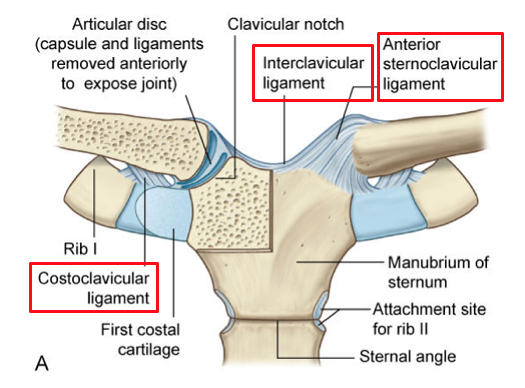 Articular disc
(capsule and ligaments
removed anteriorly
to expose joint)
Clavicular notch
Interclavicular
ligament
Anterior
sternoclavicular
ligament
Rib I
Costoclavicular
ligament
First costal
cartilage
Manubrium of
sternum
Attachment site
for rib II
Sternal angle
A